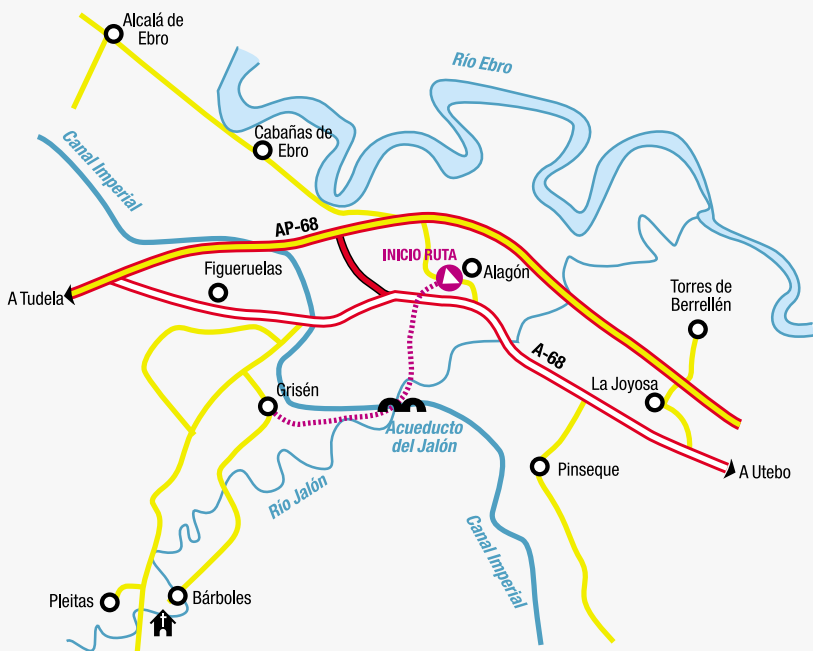 Alcalá de
Ebro
Río Ebro
Canal Imperial
Cabañas de
Ebro
AP-68
INICIO RUTA
Figueruelas
Alagón
A Tudela
Torres de
Berrellén
A-68
Grisén
La Joyosa
Acueducto
del Jalón
Pinseque
A Utebo
Río Jalón
Canal Imperial
Pleitas
Bárboles